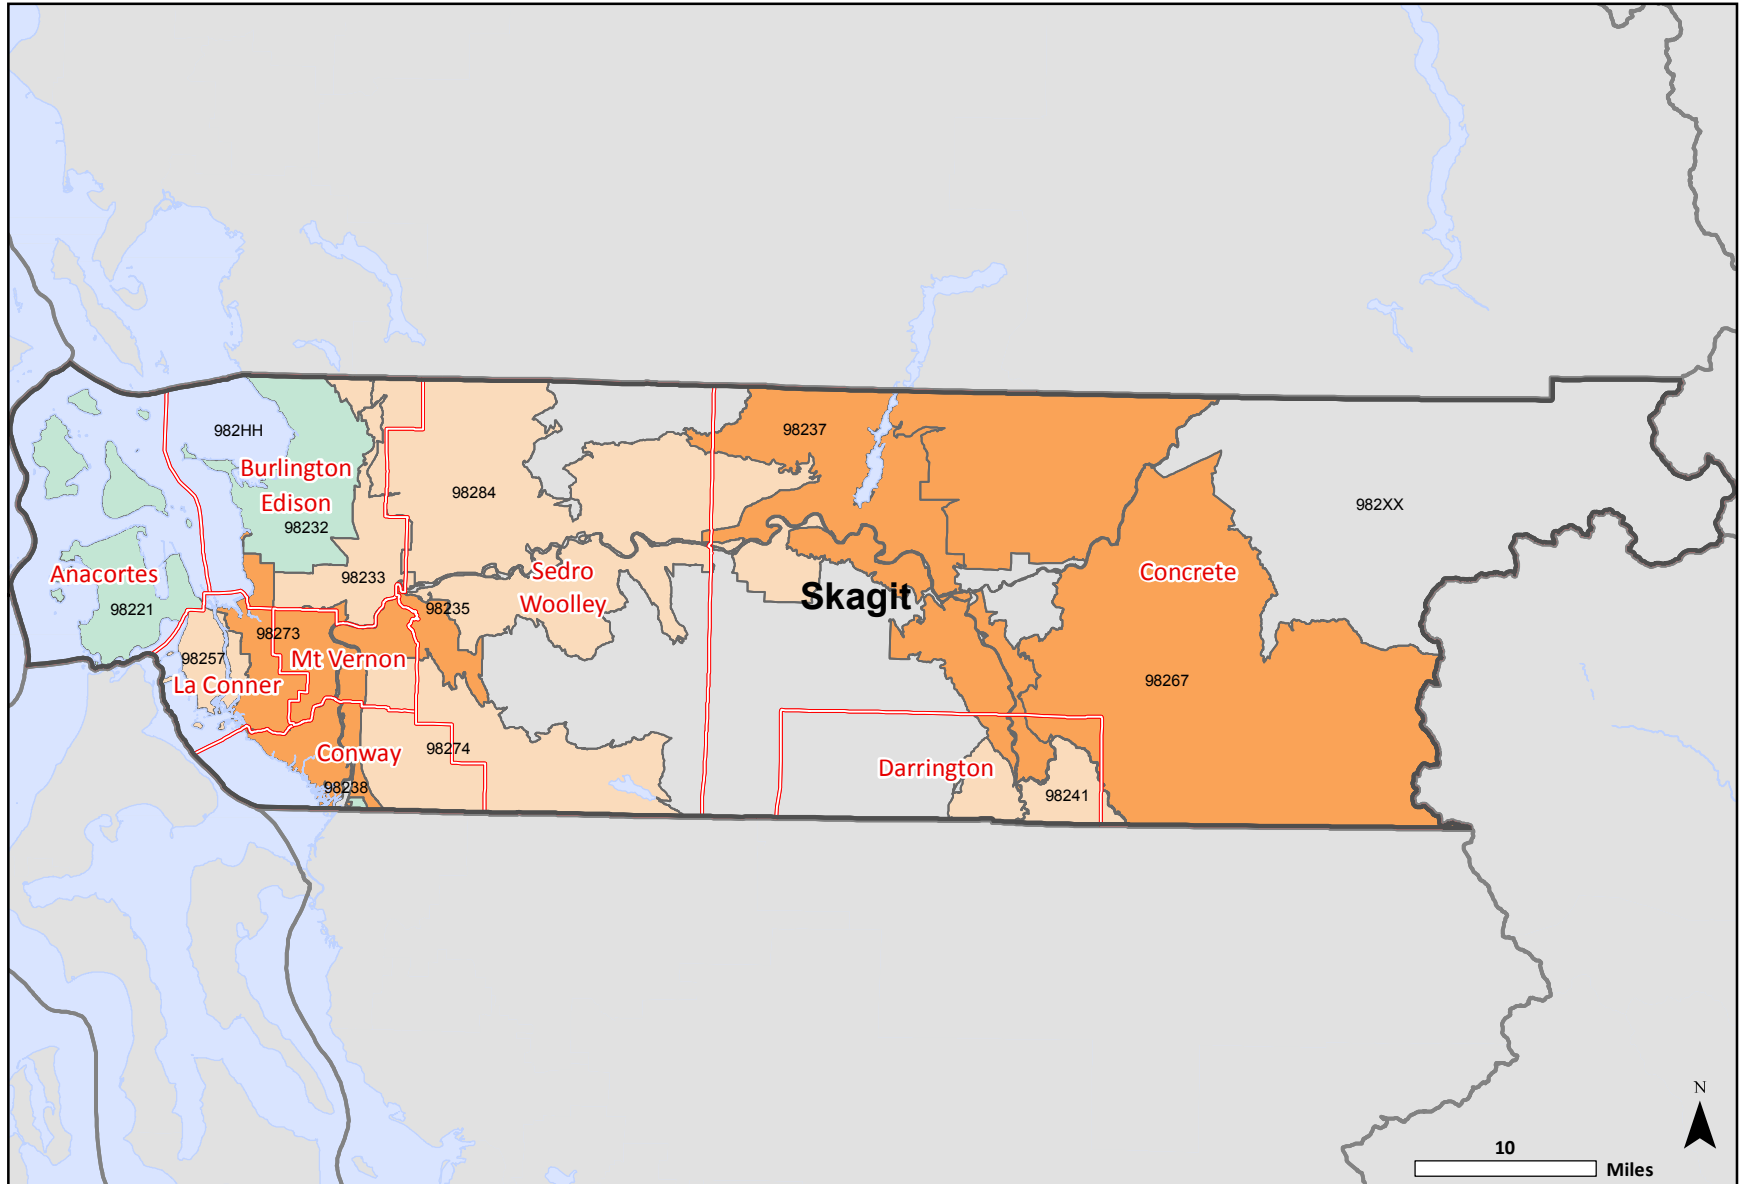 982HH
98237
Burlington
Edison
98284
982XX
98232
Anacortes
98233
Sedro
Woolley
Concrete
98221
98235
Skagit
98273
98257
Mt Vernon
La Conner
98267
Conway
98274
Darrington
98238
98241
N
10
Miles